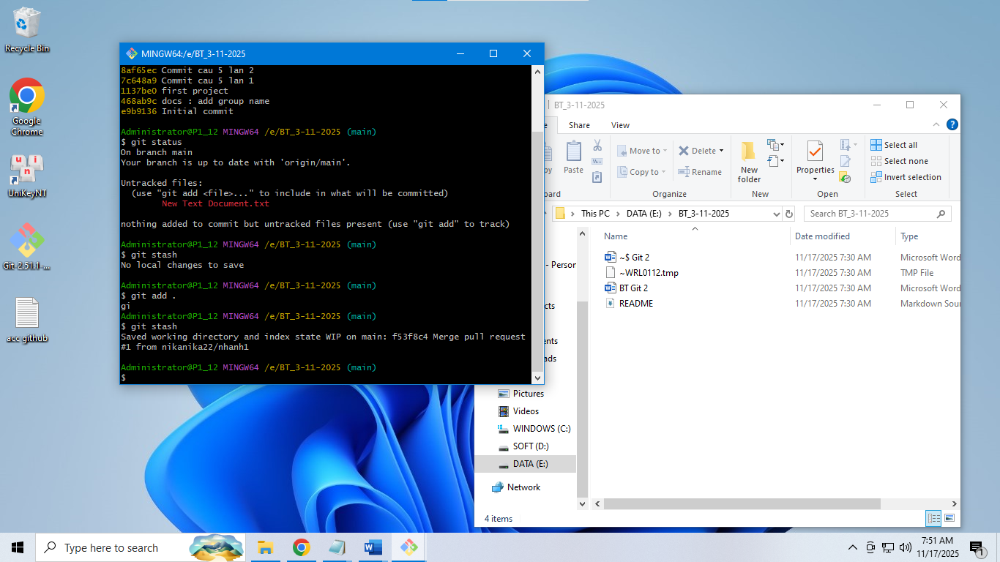 Recycle Bin
Google
Chrome
UniKeyNT
Git-2.51.1-...
acc github
MINGW64:/e/BT_3-11-2025
8af65ec Commit cau 5 lan 2
7c648a9 Commit cau 5 lan 1
1137be0 first project
468ab9c docs : add group name
e9b9136 Initial commit
Administrator@P1_12 MINGW64 /e/BT_3-11-2025 (main)
$ git status
On branch main
Your branch is up to date with 'origin/main'.
Untracked files:
(use "git add <file>..." to include in what will be committed)
New Text Document.txt
nothing added to commit but untracked files present (use "git add" to track)
Administrator@P1_12 MINGW64 /e/BT_3-11-2025 (main)
$ git stash
No local changes to save
Administrator@P1_12 MINGW64 /e/BT_3-11-2025 (main)
$ git add .
gi
Administrator@P1_12 MINGW64 /e/BT_3-11-2025 (main)
$ git stash
Saved working directory and index state WIP on main: f53f8c4 Merge pull request
#1 from nikanika22/nhanh1
Administrator@P1_12 MINGW64 /e/BT_3-11-2025 (main)
$
BT_3-11-2025
e Share View
py Paste
Move to
Copy to
Delete
Rename
New
folder
Properties
Select all
Select none
Invert selection
oard Organize New Open Select
This PC DATA (E:) BT_3-11-2025
Search BT_3-11-2025
Name Date modified Type
~$ Git 2 11/17/2025 7:30 AM Microsoft Word
~WRL0112.tmp 11/17/2025 7:30 AM TMP File
BT Git 2 11/17/2025 7:30 AM Microsoft Word
README 11/17/2025 7:30 AM Markdown Sour
- Person
cts
ents
ads
Pictures
Videos
WINDOWS (C:)
SOFT (D:)
DATA (E:)
Network
4 items
Type here to search
7:51 AM
11/17/2025
1